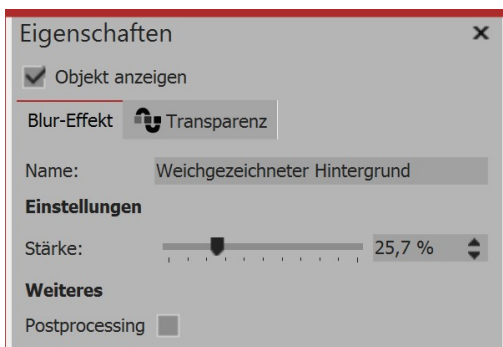 Eigenschaften
Objekt anzeigen
Blur-Effekt Transparenz
Name: Weichgezeichneter Hintergrund
Einstellungen
Stärke: 25,7 %
Weiteres
Postprocessing